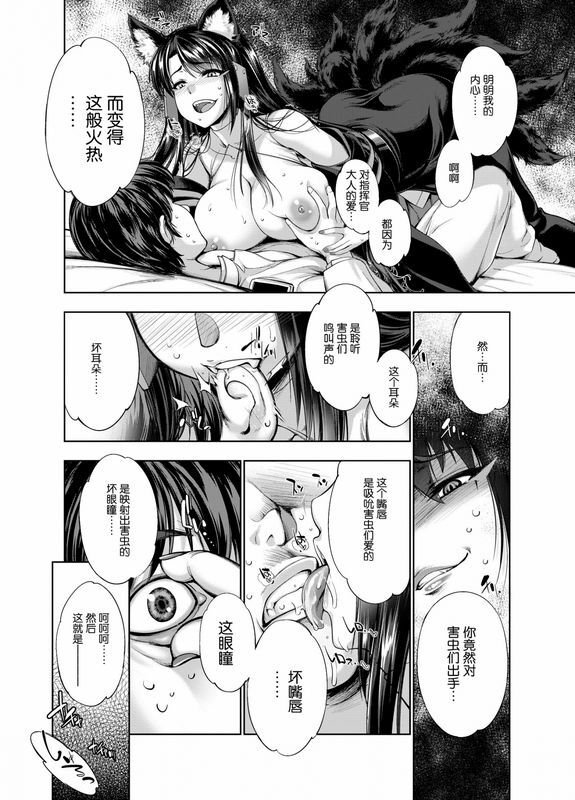 明明我的
内心……
啊啊
都因为
对指挥官
大人的爱…
而变得
这般火热
……
然…而
这个耳朵
是聆听
害虫们
鸣叫声的
坏耳朵
……
你竟然对
害虫们出手…
这个嘴唇
是吸吮害虫们爱的
坏嘴唇
……
这眼瞳
是映射出害虫的
坏眼瞳
呵呵呵……
然后
这就是——